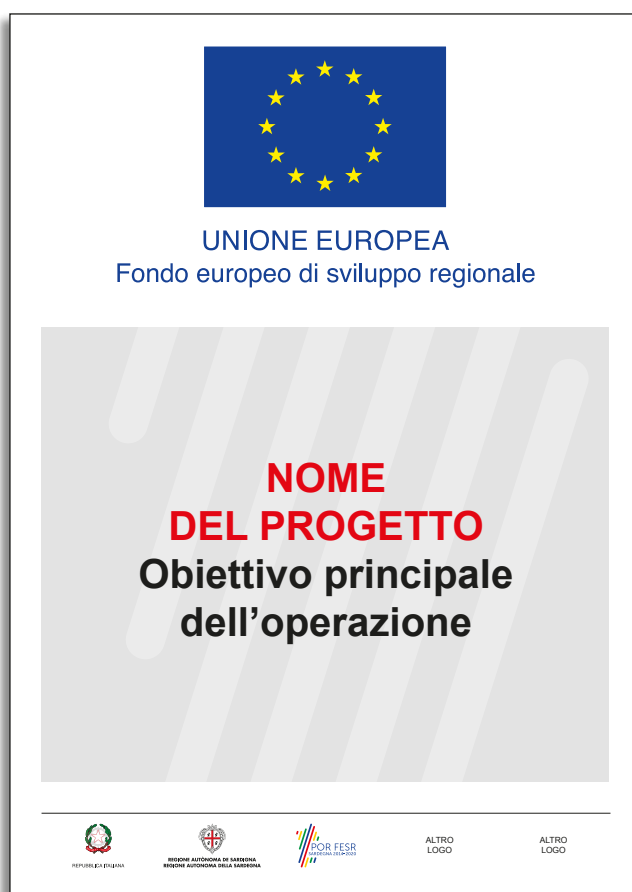 UNIONE EUROPEA
Fondo europeo di sviluppo regionale
NOME
DEL PROGETTO
Obiettivo principale
dell’operazione
REPUBBLICA ITALIANA
REGIONE AUTÒNOMA DE SARDIGNA
REGIONE AUTONOMA DELLA SARDEGNA
POR FESR
SARDEGNA 2014-2020
ALTRO
LOGO
ALTRO
LOGO